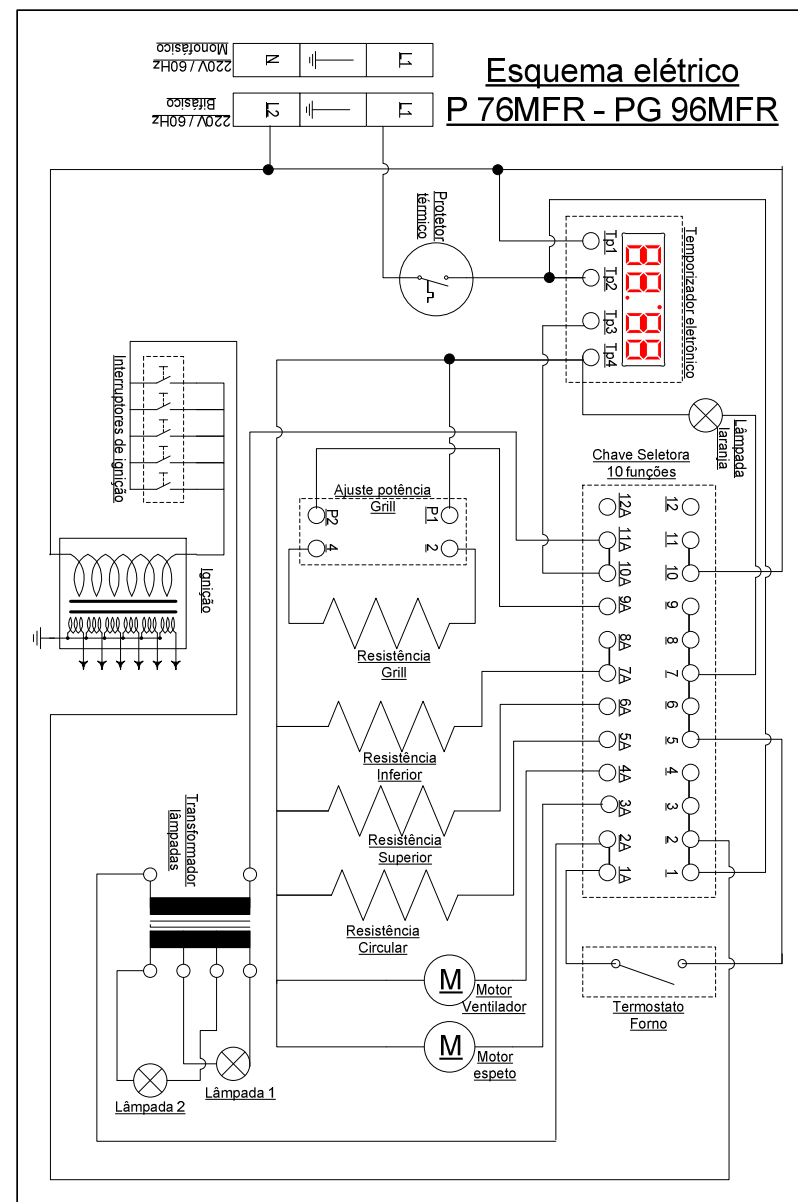 Esquema elétrico
P 76MFR - PG 96MFR
220V / 60Hz
Monofásico
N
L1
220V / 60Hz
Bifásico
L2
L1
Protetor
térmico
Temporizador eletrônico
Tp1
Tp2
Tp3
Tp4
88:88
Lâmpada
laranja
Interruptores de ignição
Ignição
Ajuste potência
Grill
P2
P1
4
2
Resistência
Grill
Resistência
Inferior
Resistência
Superior
Resistência
Circular
Chave Seletora
10 funções
12A
12
11A
11
10A
10
9A
9
8A
8
7A
7
6A
6
5A
5
4A
4
3A
3
2A
2
1A
1
Termostato
Forno
Transformador
lâmpadas
M
Motor
Ventilador
M
Motor
espeto
Lâmpada 1
Lâmpada 2